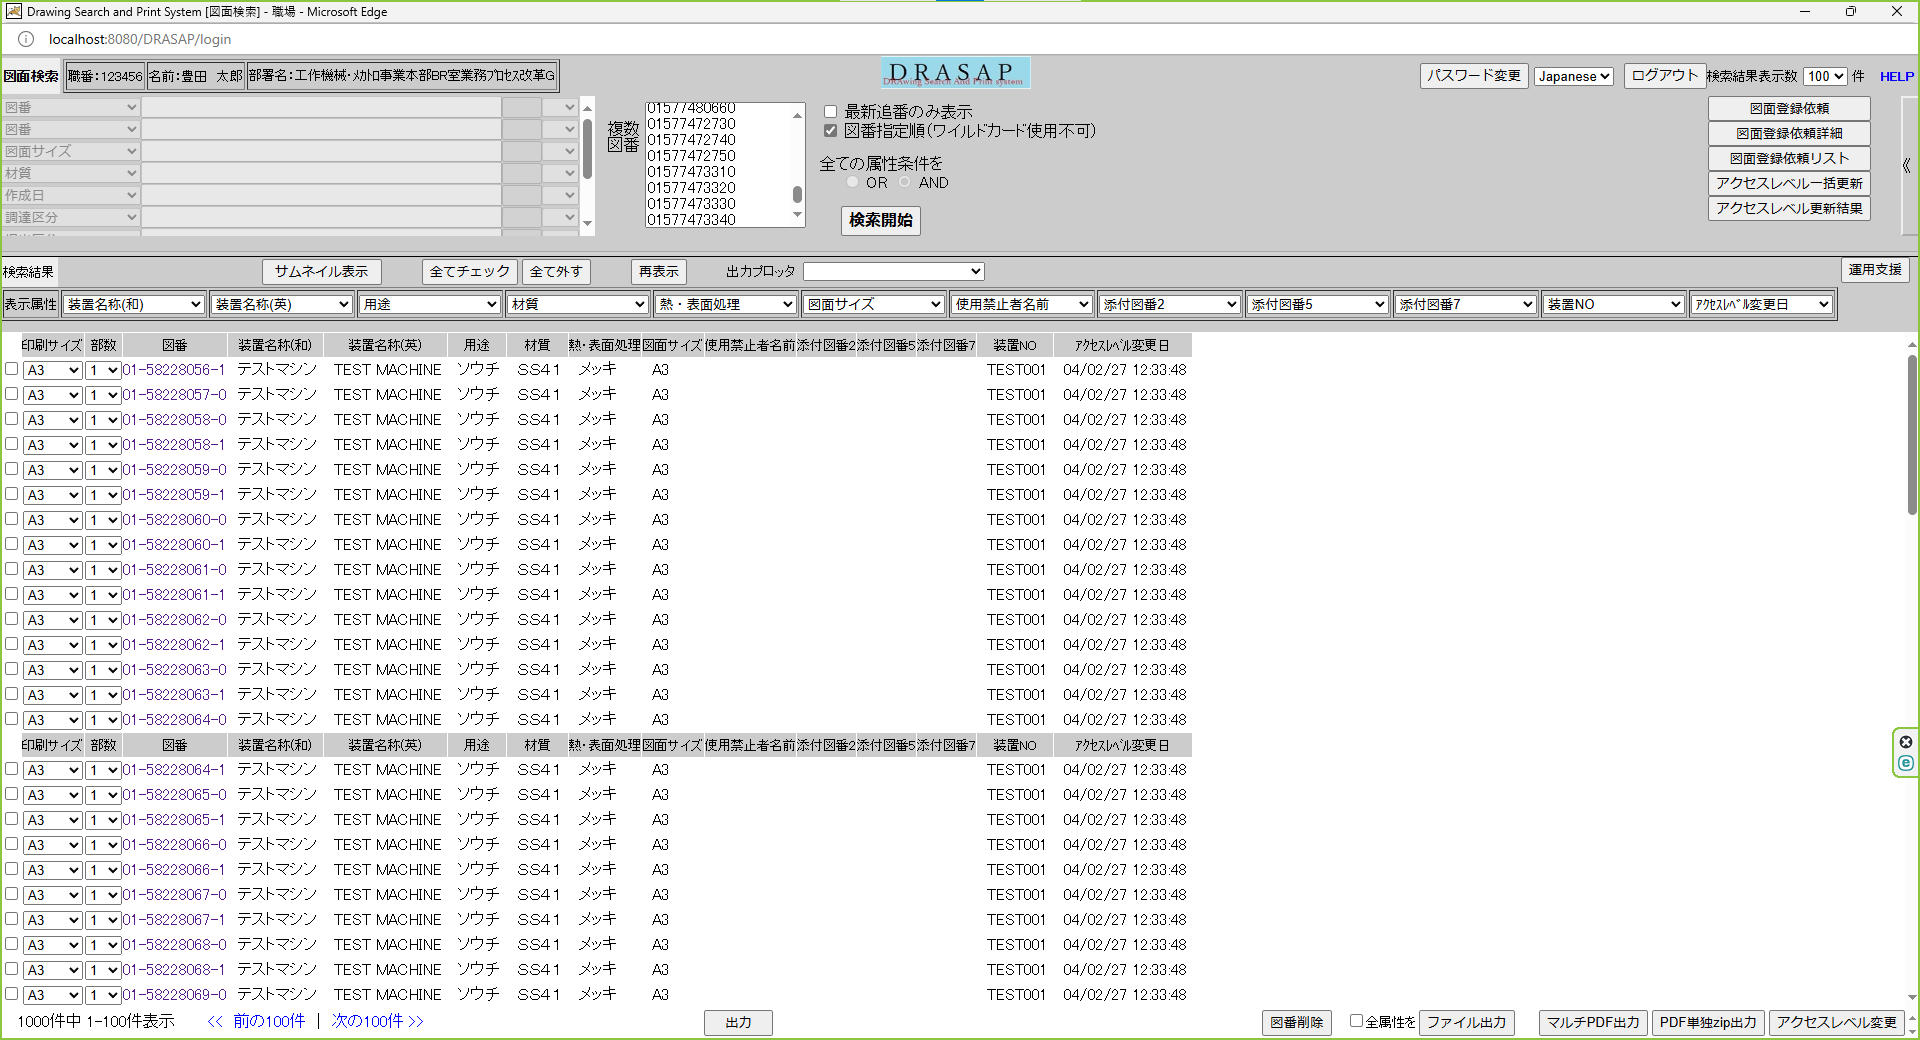 Drawing Search and Print System [図面検索] - 職場 - Microsoft Edge
localhost:8080/DRASAP/login
図面検索 職番:123456 名前:豊田 太郎 部署名:工作機械・ﾒｶﾄﾛ事業本部BR室業務ﾌﾟﾛｾｽ改革G
DRASAP
DRAwing Search And Print system
パスワード変更 Japanese ログアウト 検索結果表示数 100 件 HELP
図番
図番
図面サイズ
材質
作成日
調達区分
複数図番
01577480660
01577472730
01577472740
01577472750
01577473310
01577473320
01577473330
01577473340
最新追番のみ表示
図番指定順(ワイルドカード使用不可)
全ての属性条件を
OR AND
検索開始
図面登録依頼
図面登録依頼詳細
図面登録依頼リスト
アクセスレベル一括更新
アクセスレベル更新結果
《
検索結果 サムネイル表示 全てチェック 全て外す 再表示 出力プロッタ 運用支援
表示属性 装置名称(和) 装置名称(英) 用途 材質 熱・表面処理 図面サイズ 使用禁止者名前 添付図番2 添付図番5 添付図番7 装置NO ｱｸｾｽﾚﾍﾞﾙ変更日
印刷サイズ 部数 図番 装置名称(和) 装置名称(英) 用途 材質 熱・表面処理 図面サイズ 使用禁止者名前 添付図番2 添付図番5 添付図番7 装置NO ｱｸｾｽﾚﾍﾞﾙ変更日
A3 1 01-58228056-1 テストマシン TEST MACHINE ソウチ SS41 メッキ A3 TEST001 04/02/27 12:33:48
A3 1 01-58228057-0 テストマシン TEST MACHINE ソウチ SS41 メッキ A3 TEST001 04/02/27 12:33:48
A3 1 01-58228058-0 テストマシン TEST MACHINE ソウチ SS41 メッキ A3 TEST001 04/02/27 12:33:48
A3 1 01-58228058-1 テストマシン TEST MACHINE ソウチ SS41 メッキ A3 TEST001 04/02/27 12:33:48
A3 1 01-58228059-0 テストマシン TEST MACHINE ソウチ SS41 メッキ A3 TEST001 04/02/27 12:33:48
A3 1 01-58228059-1 テストマシン TEST MACHINE ソウチ SS41 メッキ A3 TEST001 04/02/27 12:33:48
A3 1 01-58228060-0 テストマシン TEST MACHINE ソウチ SS41 メッキ A3 TEST001 04/02/27 12:33:48
A3 1 01-58228060-1 テストマシン TEST MACHINE ソウチ SS41 メッキ A3 TEST001 04/02/27 12:33:48
A3 1 01-58228061-0 テストマシン TEST MACHINE ソウチ SS41 メッキ A3 TEST001 04/02/27 12:33:48
A3 1 01-58228061-1 テストマシン TEST MACHINE ソウチ SS41 メッキ A3 TEST001 04/02/27 12:33:48
A3 1 01-58228062-0 テストマシン TEST MACHINE ソウチ SS41 メッキ A3 TEST001 04/02/27 12:33:48
A3 1 01-58228062-1 テストマシン TEST MACHINE ソウチ SS41 メッキ A3 TEST001 04/02/27 12:33:48
A3 1 01-58228063-0 テストマシン TEST MACHINE ソウチ SS41 メッキ A3 TEST001 04/02/27 12:33:48
A3 1 01-58228063-1 テストマシン TEST MACHINE ソウチ SS41 メッキ A3 TEST001 04/02/27 12:33:48
A3 1 01-58228064-0 テストマシン TEST MACHINE ソウチ SS41 メッキ A3 TEST001 04/02/27 12:33:48
印刷サイズ 部数 図番 装置名称(和) 装置名称(英) 用途 材質 熱・表面処理 図面サイズ 使用禁止者名前 添付図番2 添付図番5 添付図番7 装置NO ｱｸｾｽﾚﾍﾞﾙ変更日
A3 1 01-58228064-1 テストマシン TEST MACHINE ソウチ SS41 メッキ A3 TEST001 04/02/27 12:33:48
A3 1 01-58228065-0 テストマシン TEST MACHINE ソウチ SS41 メッキ A3 TEST001 04/02/27 12:33:48
A3 1 01-58228065-1 テストマシン TEST MACHINE ソウチ SS41 メッキ A3 TEST001 04/02/27 12:33:48
A3 1 01-58228066-0 テストマシン TEST MACHINE ソウチ SS41 メッキ A3 TEST001 04/02/27 12:33:48
A3 1 01-58228066-1 テストマシン TEST MACHINE ソウチ SS41 メッキ A3 TEST001 04/02/27 12:33:48
A3 1 01-58228067-0 テストマシン TEST MACHINE ソウチ SS41 メッキ A3 TEST001 04/02/27 12:33:48
A3 1 01-58228067-1 テストマシン TEST MACHINE ソウチ SS41 メッキ A3 TEST001 04/02/27 12:33:48
A3 1 01-58228068-0 テストマシン TEST MACHINE ソウチ SS41 メッキ A3 TEST001 04/02/27 12:33:48
A3 1 01-58228068-1 テストマシン TEST MACHINE ソウチ SS41 メッキ A3 TEST001 04/02/27 12:33:48
A3 1 01-58228069-0 テストマシン TEST MACHINE ソウチ SS41 メッキ A3 TEST001 04/02/27 12:33:48
1000件中 1-100件表示 << 前の100件 | 次の100件 >> 出力 図番削除 全属性を ファイル出力 マルチPDF出力 PDF単独zip出力 アクセスレベル変更